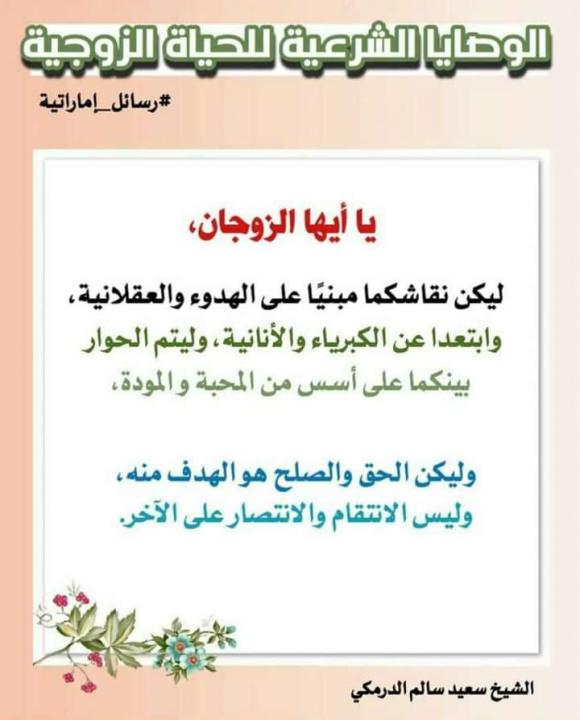 الوصايا الشرعية للحياة الزوجية
#رسائل_إماراتية
يا أيها الزوجان،
ليكن نقاشكما مبنيًا على الهدوء والعقلانية،
وابتعدا عن الكبرياء والأنانية، وليتم الحوار
بينكما على أسس من المحبة و المودة،
وليكن الحق والصلح هو الهدف منه،
وليس الانتقام والانتصار على الآخر.
الشيخ سعيد سالم الدرمكي